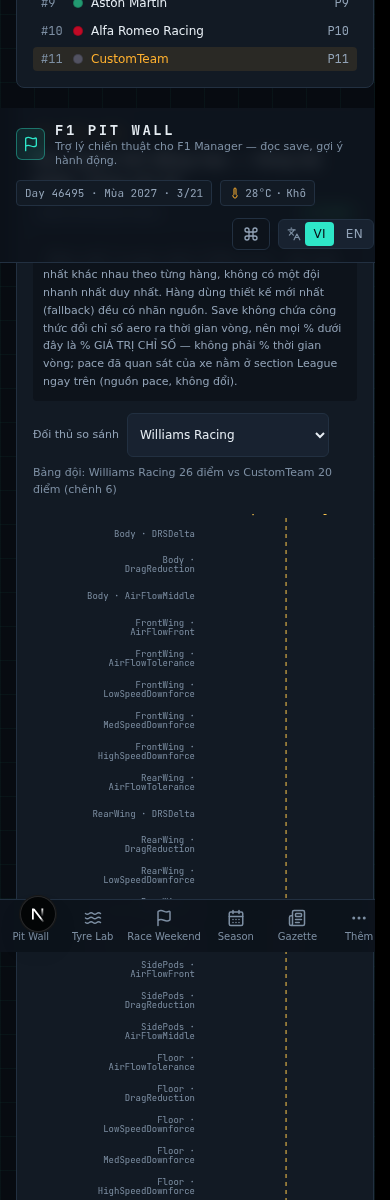 #9 Aston Martin P9
#10 Alfa Romeo Racing P10
#11 CustomTeam P11
F1 PIT WALL
Trợ lý chiến thuật cho F1 Manager — đọc save, gợi ý
hành động.
Day 46495 · Mùa 2027 · 3/21
28°C · Khô
VI EN
nhất khác nhau theo từng hàng, không có một đội
nhanh nhất duy nhất. Hàng dùng thiết kế mới nhất
(fallback) đều có nhãn nguồn. Save không chứa công
thức đổi chỉ số aero ra thời gian vòng, nên mọi % dưới
đây là % GIÁ TRỊ CHỈ SỐ — không phải % thời gian
vòng; pace đã quan sát của xe nằm ở section League
ngay trên (nguồn pace, không đổi).
Đối thủ so sánh Williams Racing
Bảng đội: Williams Racing 26 điểm vs CustomTeam 20
điểm (chênh 6)
Body · DRSDelta
Body ·
DragReduction
Body · AirFlowMiddle
FrontWing ·
AirFlowFront
FrontWing ·
AirFlowTolerance
FrontWing ·
LowSpeedDownforce
FrontWing ·
MedSpeedDownforce
FrontWing ·
HighSpeedDownforce
RearWing ·
AirFlowTolerance
RearWing · DRSDelta
RearWing ·
DragReduction
RearWing ·
LowSpeedDownforce
N
Pit Wall Tyre Lab Race Weekend Season Gazette Thêm
SidePods ·
AirFlowFront
SidePods ·
DragReduction
SidePods ·
AirFlowMiddle
Floor ·
AirFlowTolerance
Floor ·
DragReduction
Floor ·
LowSpeedDownforce
Floor ·
MedSpeedDownforce
Floor ·
HighSpeedDownforce